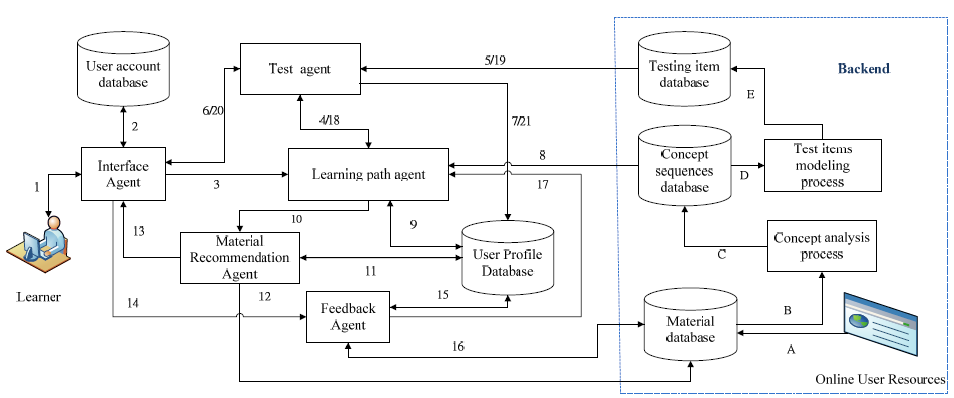 User account
database
Test agent
5/19
Testing item
database
Backend
E
6/20
2
4/18
7/21
Interface
Agent
1
3
Learning path agent
8
17
Concept
sequences
database
D
Test items
modeling
process
10
9
13
Material
Recommendation
Agent
11
User Profile
Database
C
Concept analysis
process
Learner
12
14
15
Feedback
Agent
16
Material
database
B
A
Online User Resources